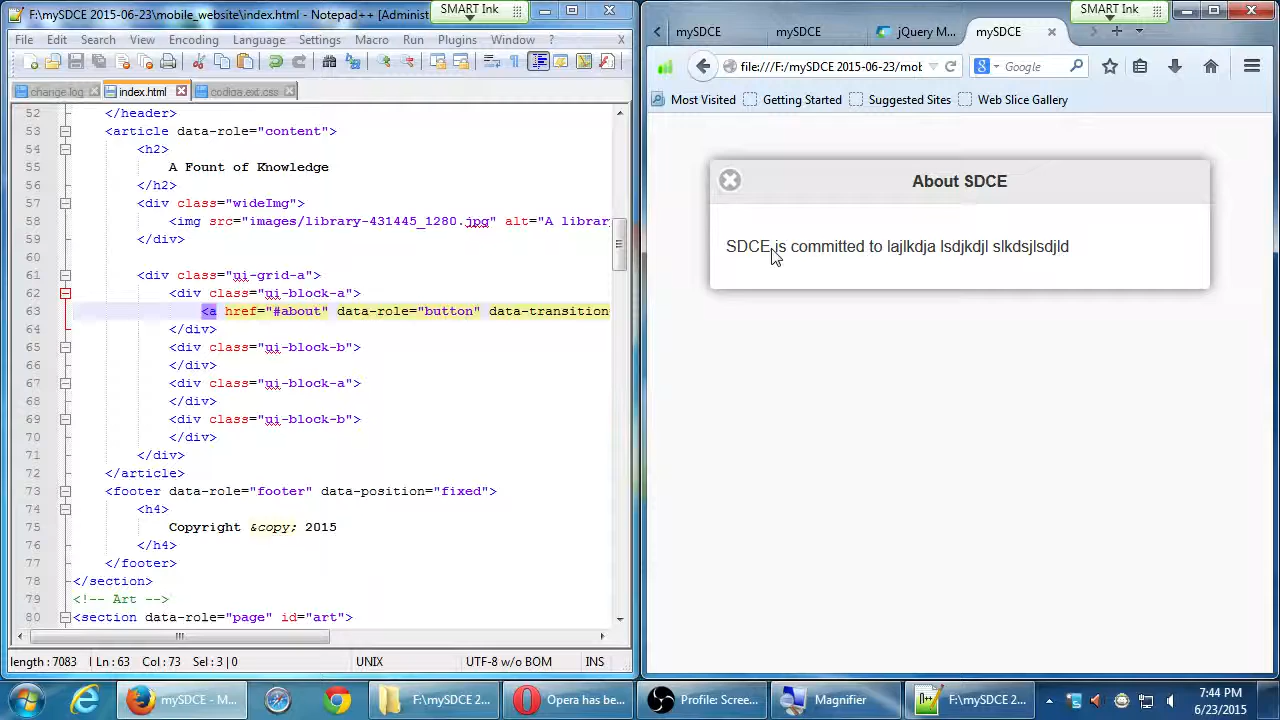 F:\mySDCE 2015-06-23\mobile_website\index.html - Notepad++ [Administ
SMART Ink
File Edit Search View Encoding Language Settings Macro Run Plugins Window ? X
change.log index.html codiqa.ext.css
52 </header>
53 <article data-role="content">
54 <h2>
55 A Fount of Knowledge
56 </h2>
57 <div class="wideImg">
58 <img src="images/library-431445_1280.jpg" alt="A librar
59 </div>
60
61 <div class="ui-grid-a">
62 <div class="ui-block-a">
63 <a href="#about" data-role="button" data-transition
64 </div>
65 <div class="ui-block-b">
66 </div>
67 <div class="ui-block-a">
68 </div>
69 <div class="ui-block-b">
70 </div>
71 </div>
72 </article>
73 <footer data-role="footer" data-position="fixed">
74 <h4>
75 Copyright &copy; 2015
76 </h4>
77 </footer>
78 </section>
79 <!-- Art -->
80 <section data-role="page" id="art">
length : 7083 Ln : 63 Col : 73 Sel : 3 | 0 UNIX UTF-8 w/o BOM INS
SMART Ink
mySDCE mySDCE jQuery M... mySDCE
file:///F:/mySDCE 2015-06-23/mob Google
Most Visited Getting Started Suggested Sites Web Slice Gallery
About SDCE
SDCE is committed to lajlkdja lsdjkdjl slkdsjlsdjld
mySDCE - M... F:\mySDCE 2... Opera has be... Profile: Scree... Magnifier F:\mySDCE 2...
7:44 PM
6/23/2015